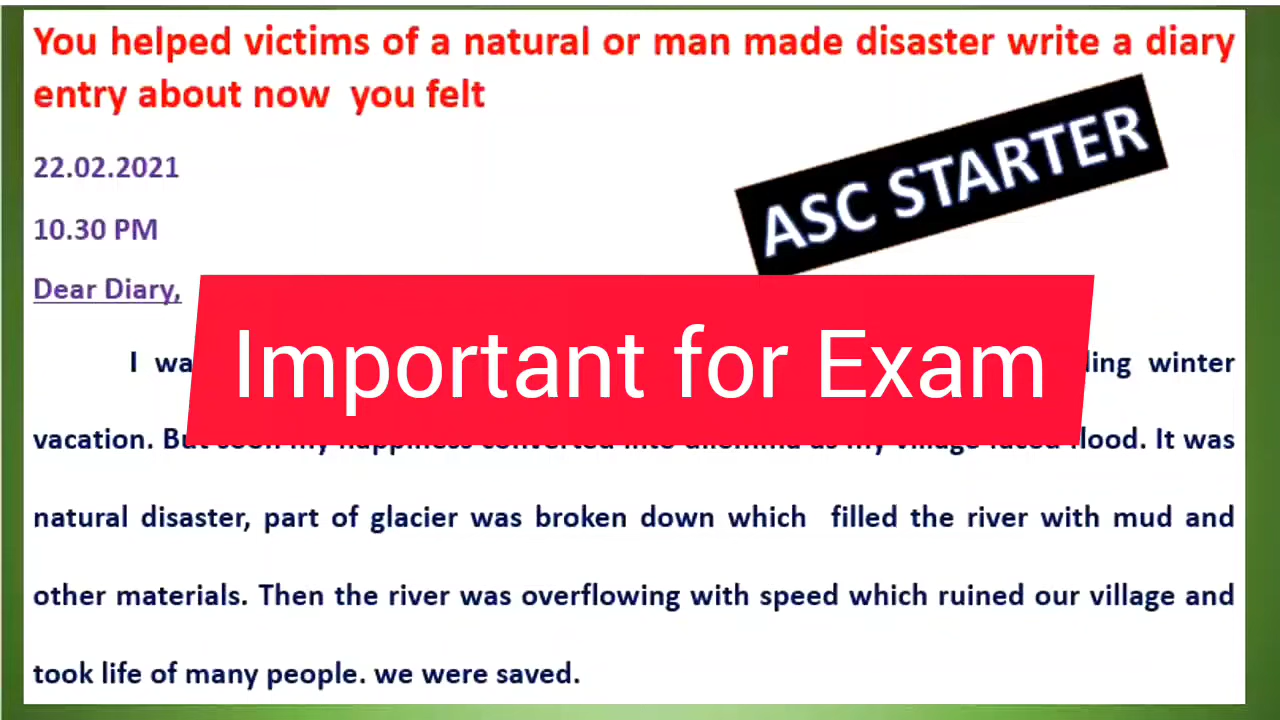 You helped victims of a natural or man made disaster write a diary
entry about now you felt
ASC STARTER
22.02.2021
10.30 PM
Dear Diary,
Important for Exam
I winter
vacation. flood. It was
natural disaster, part of glacier was broken down which filled the river with mud and
other materials. Then the river was overflowing with speed which ruined our village and
took life of many people. we were saved.